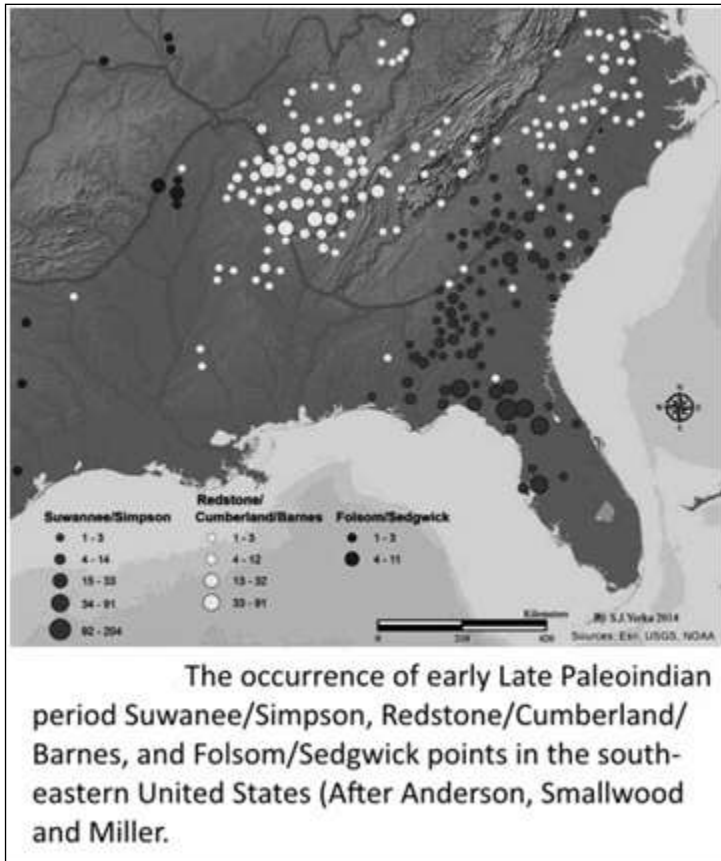 Suwannee/Simpson
1 - 3
4 - 14
15 - 33
34 - 91
92 - 204
Redstone/
Cumberland/Barnes
1 - 3
4 - 12
13 - 32
33 - 91
Folsom/Sedgwick
1 - 3
4 - 11
Kilometers
0 200 400
S.J.Yerka 2014
Sources: Esri, USGS, NOAA
The occurrence of early Late Paleoindian
period Suwanee/Simpson, Redstone/Cumberland/
Barnes, and Folsom/Sedgwick points in the south-
eastern United States (After Anderson, Smallwood
and Miller.